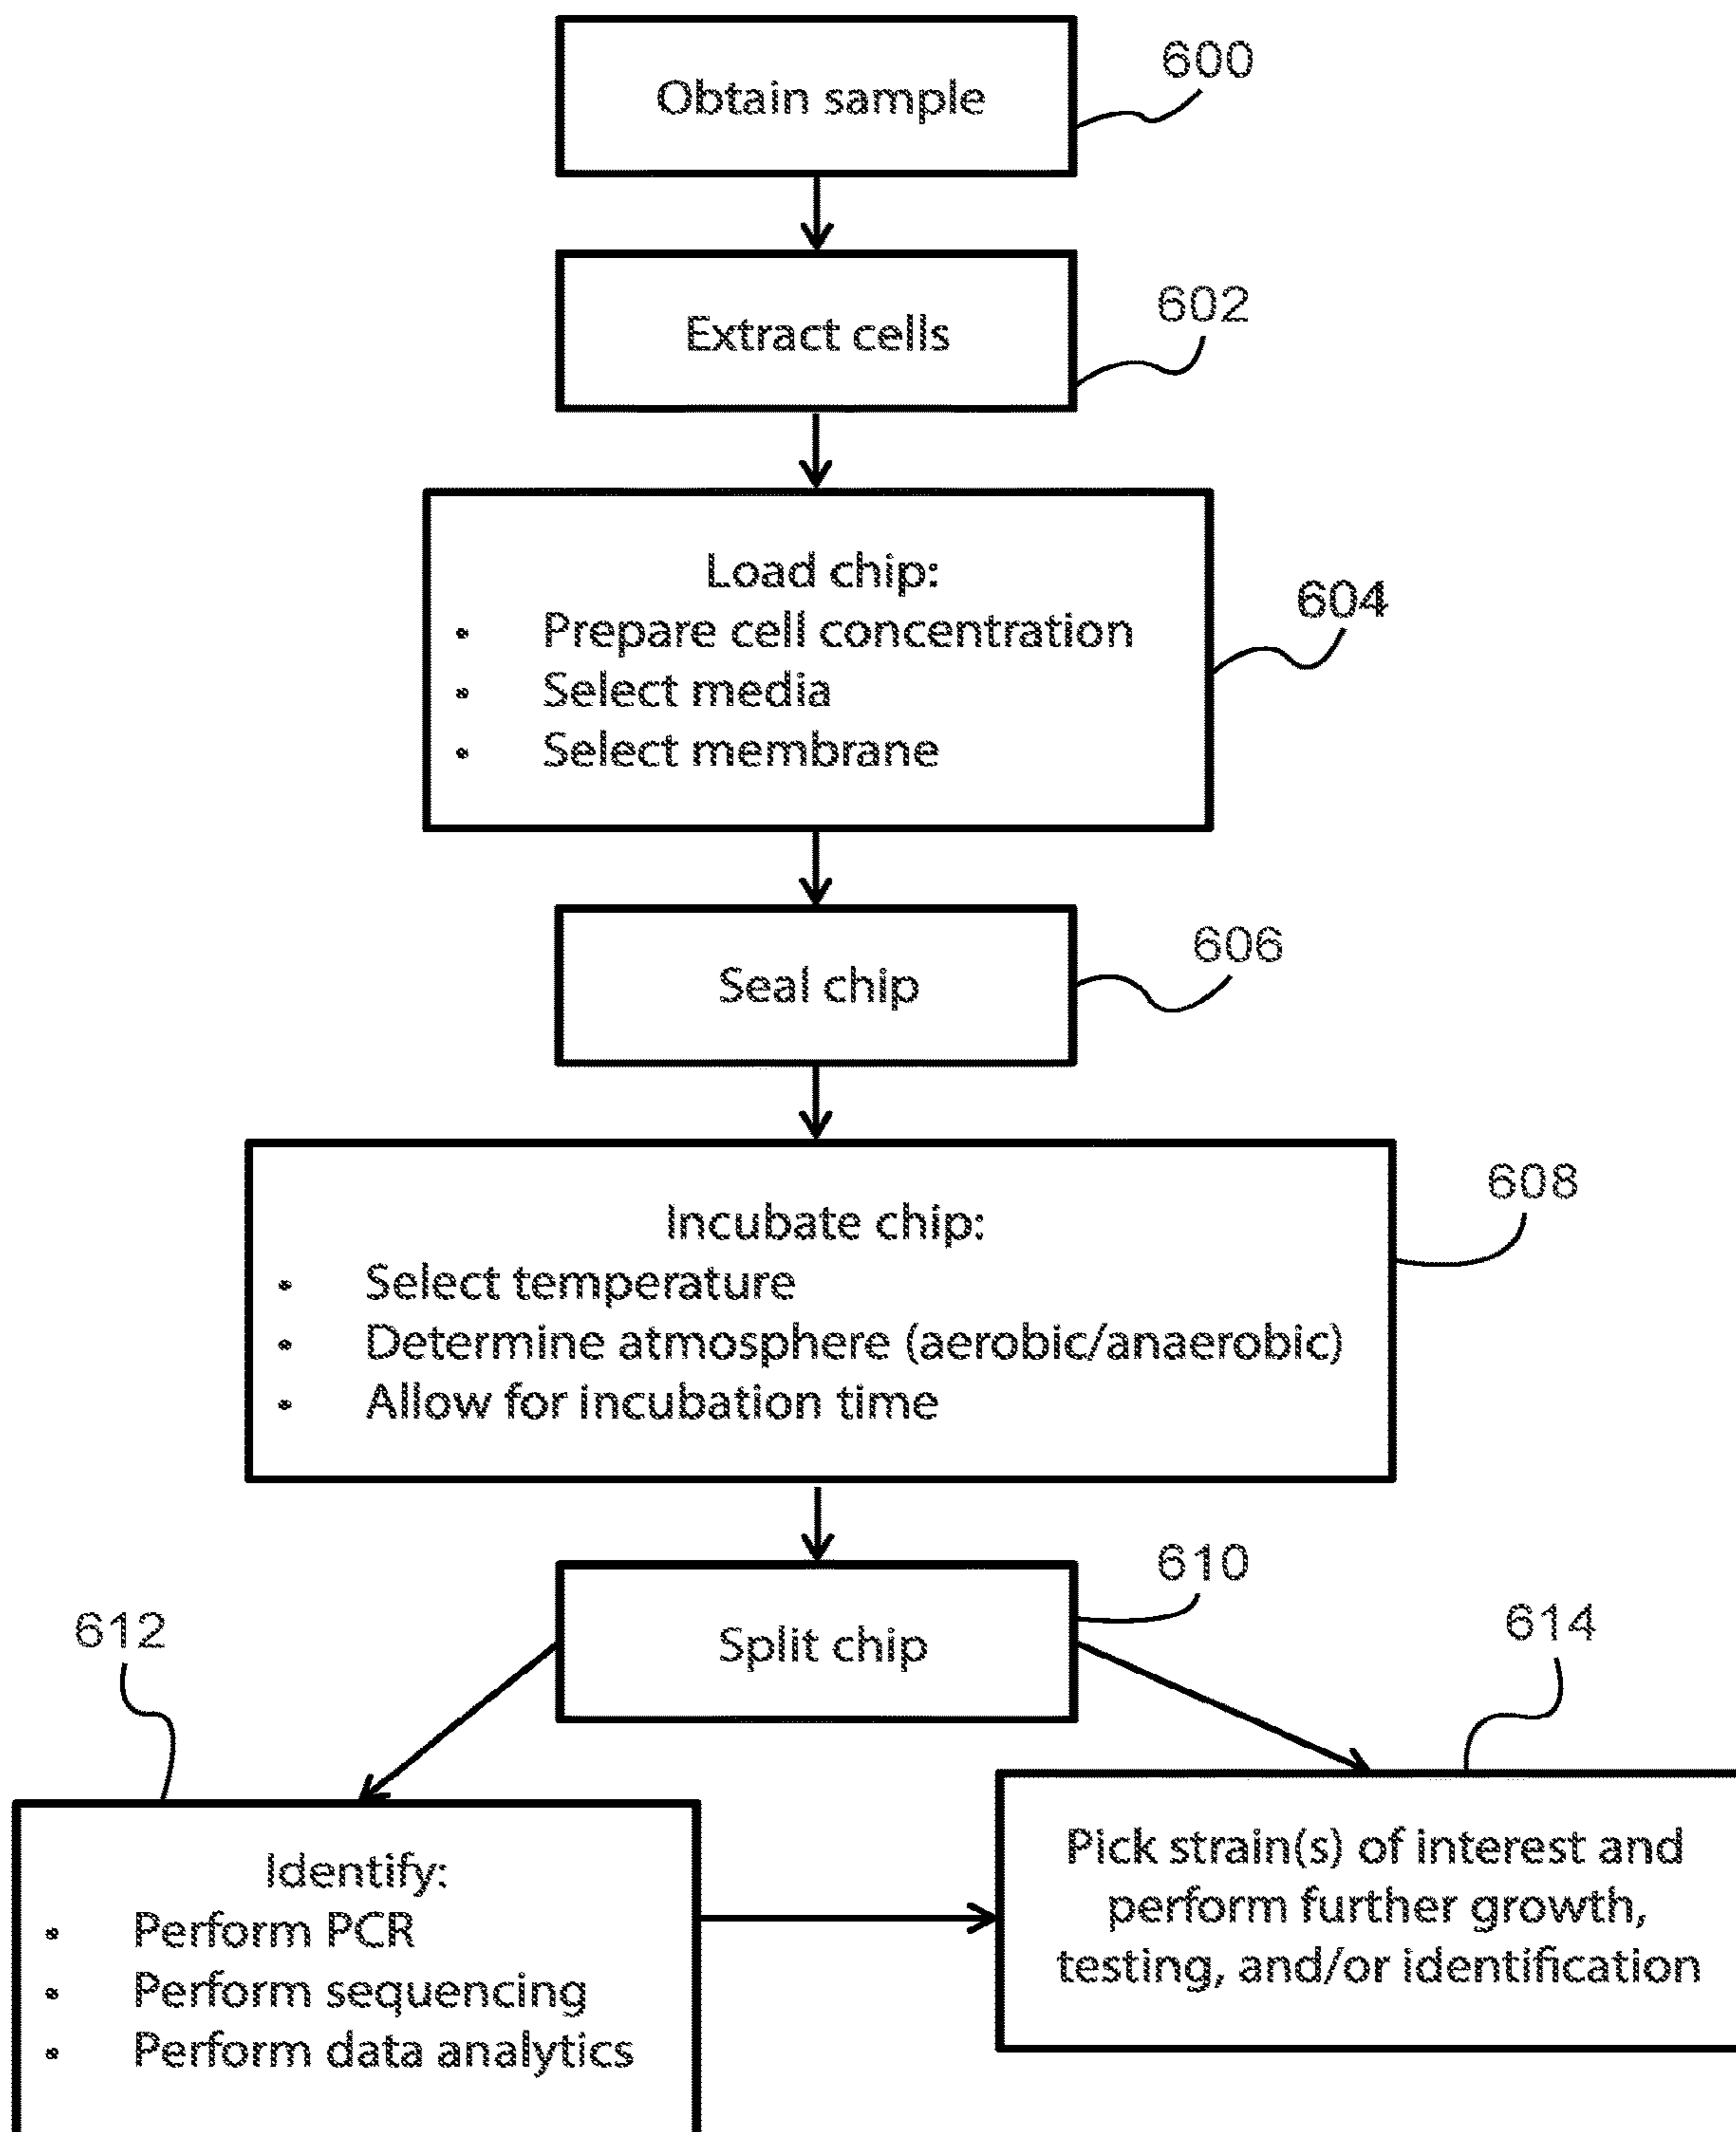 Obtain sample
600
Extract cells
602
Load chip:
• Prepare cell concentration
• Select media
• Select membrane
604
Seal chip
606
Incubate chip:
• Select temperature
• Determine atmosphere (aerobic/anaerobic)
• Allow for incubation time
608
Split chip
610
612
Identify:
• Perform PCR
• Perform sequencing
• Perform data analytics
614
Pick strain(s) of interest and
perform further growth,
testing, and/or identification